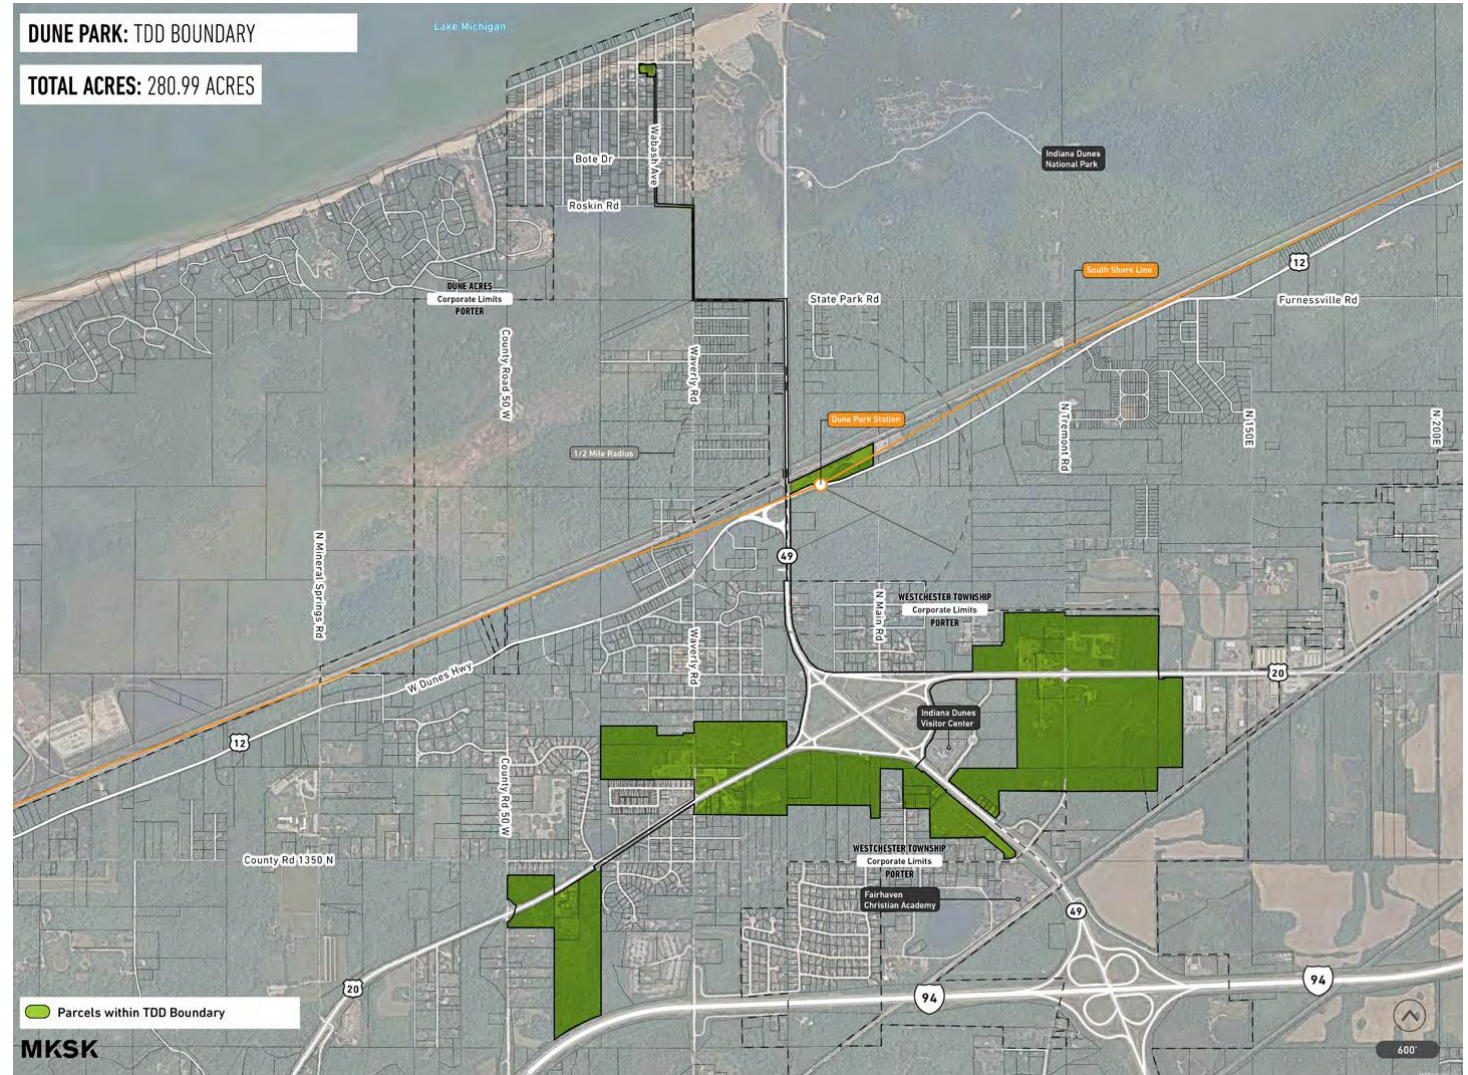 DUNE PARK: TDD BOUNDARY
Lake Michigan
TOTAL ACRES: 280.99 ACRES
Wabash Ave
Bote Dr
Indiana Dunes
National Park
Roskin Rd
12
South Shore Line
DUNE ACRES
Corporate Limits
PORTER
State Park Rd
Furnessville Rd
County Road 50 W
Waverly Rd
Dune Park Station
N Tremont Rd
N 150E
N 200E
1/2 Mile Radius
49
N Mineral Springs Rd
WESTCHESTER TOWNSHIP
Corporate Limits
PORTER
N Main Rd
Waverly Rd
W Dunes Hwy
20
Indiana Dunes
Visitor Center
12
County Rd 50 W
County Rd 1350 N
WESTCHESTER TOWNSHIP
Corporate Limits
PORTER
Fairhaven
Christian Academy
49
20
94
94
Parcels within TDD Boundary
MKSK
600'